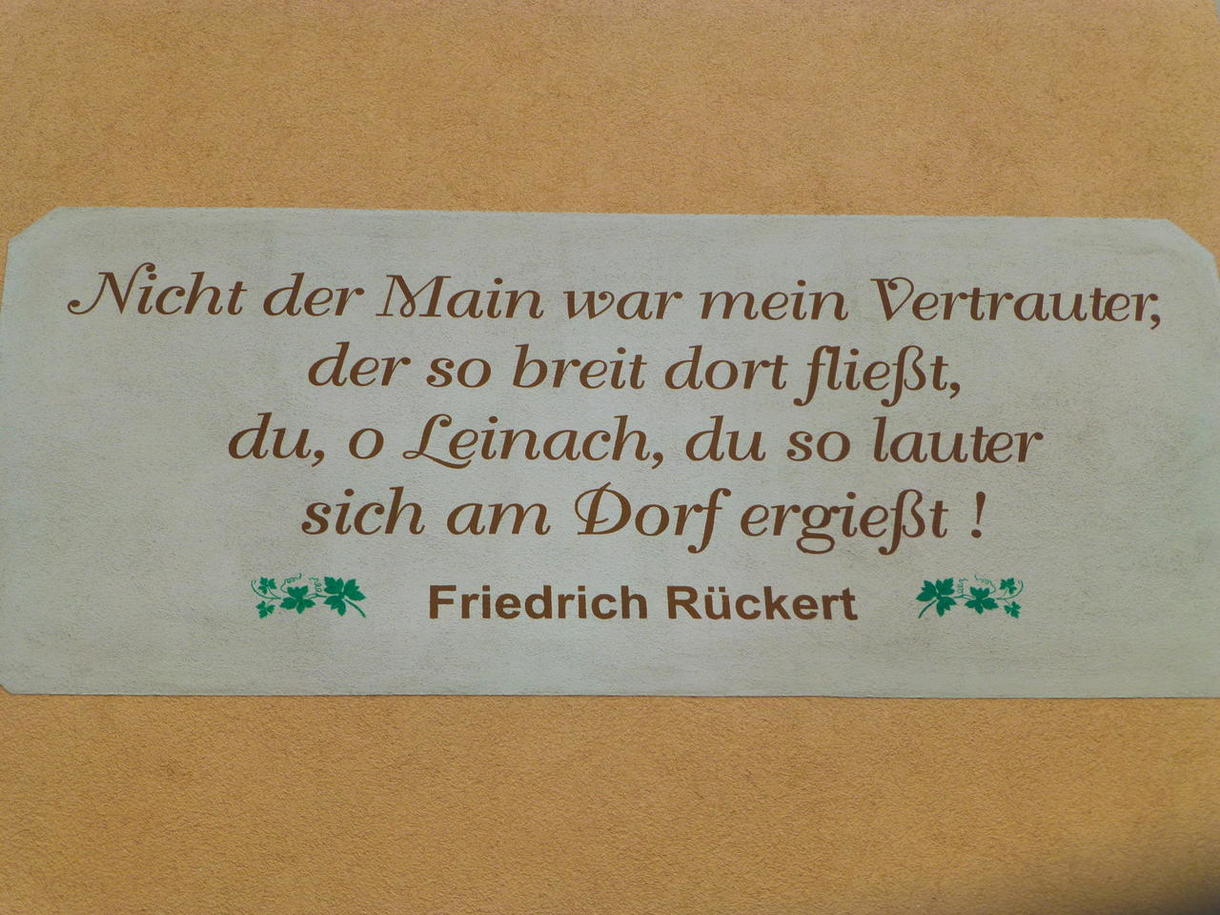 Nicht der Main war mein Vertrauter,
der so breit dort fließt,
du, o Leinach, du so lauter
sich am Dorf ergießt !
Friedrich Rückert